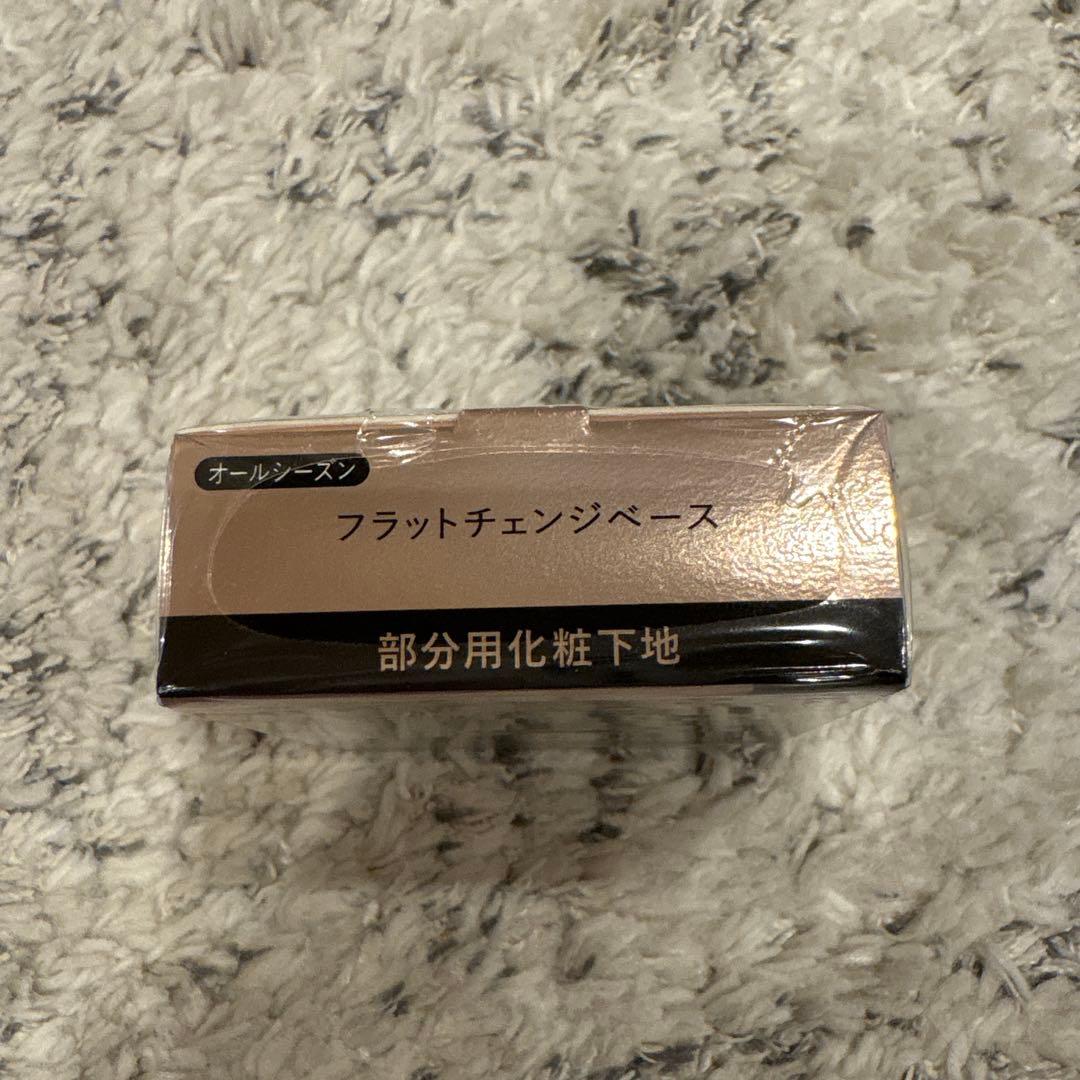 オールシーズン
フラットチェンジベース
部分用化粧下地